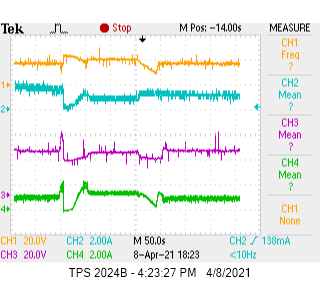 Tek Stop M Pos: -14.00s MEASURE
CH1
Freq
?
CH2
Mean
?
CH3
Mean
?
CH4
Mean
?
CH1
None
1
2
3
4
CH1 20.0V CH2 2.00A M 50.0s CH2 138mA
CH3 20.0V CH4 2.00A 8-Apr-21 18:23 <10Hz
TPS 2024B - 4:23:27 PM 4/8/2021